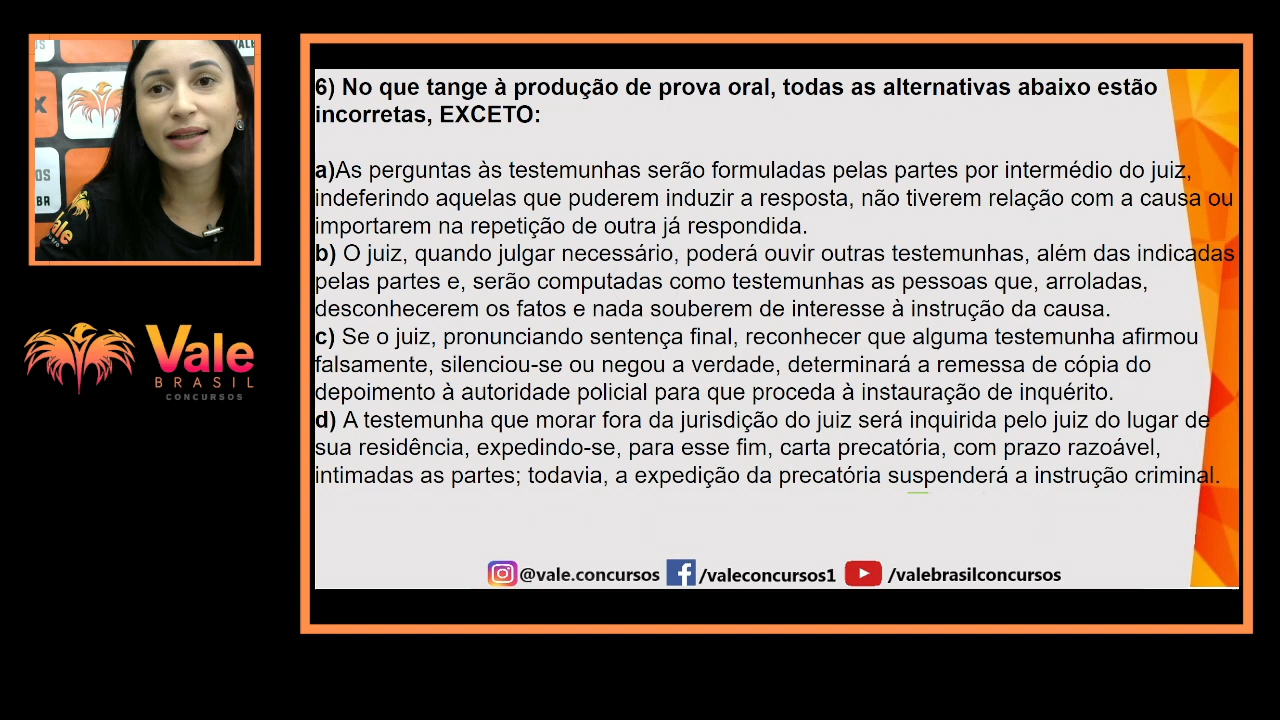 6) No que tange à produção de prova oral, todas as alternativas abaixo estão
incorretas, EXCETO:
a)As perguntas às testemunhas serão formuladas pelas partes por intermédio do juiz,
indeferindo aquelas que puderem induzir a resposta, não tiverem relação com a causa ou
importarem na repetição de outra já respondida.
b) O juiz, quando julgar necessário, poderá ouvir outras testemunhas, além das indicadas
pelas partes e, serão computadas como testemunhas as pessoas que, arroladas,
desconhecerem os fatos e nada souberem de interesse à instrução da causa.
c) Se o juiz, pronunciando sentença final, reconhecer que alguma testemunha afirmou
falsamente, silenciou-se ou negou a verdade, determinará a remessa de cópia do
depoimento à autoridade policial para que proceda à instauração de inquérito.
d) A testemunha que morar fora da jurisdição do juiz será inquirida pelo juiz do lugar de
sua residência, expedindo-se, para esse fim, carta precatória, com prazo razoável,
intimadas as partes; todavia, a expedição da precatória suspenderá a instrução criminal.
Vale
BRASIL
CONCURSOS
Vale
@vale.concursos /valeconcursos1 /valebrasilconcursos